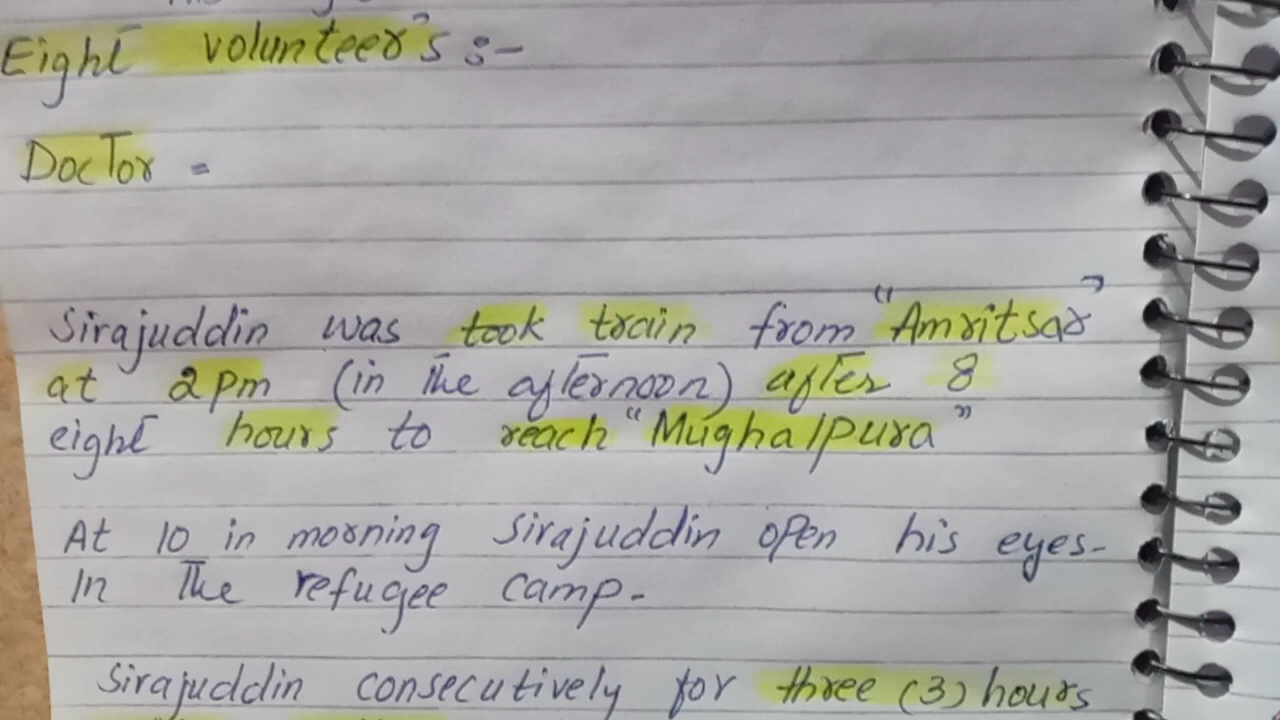 Eight volunteer's :-
Doctor =
Sirajuddin was took train from "Amritsar"
at 2pm (in the afternoon) after 8
eight hours to reach "Mughalpura"
At 10 in morning Sirajuddin open his eyes-
In the refugee camp-
Sirajuddin consecutively for three (3) hours